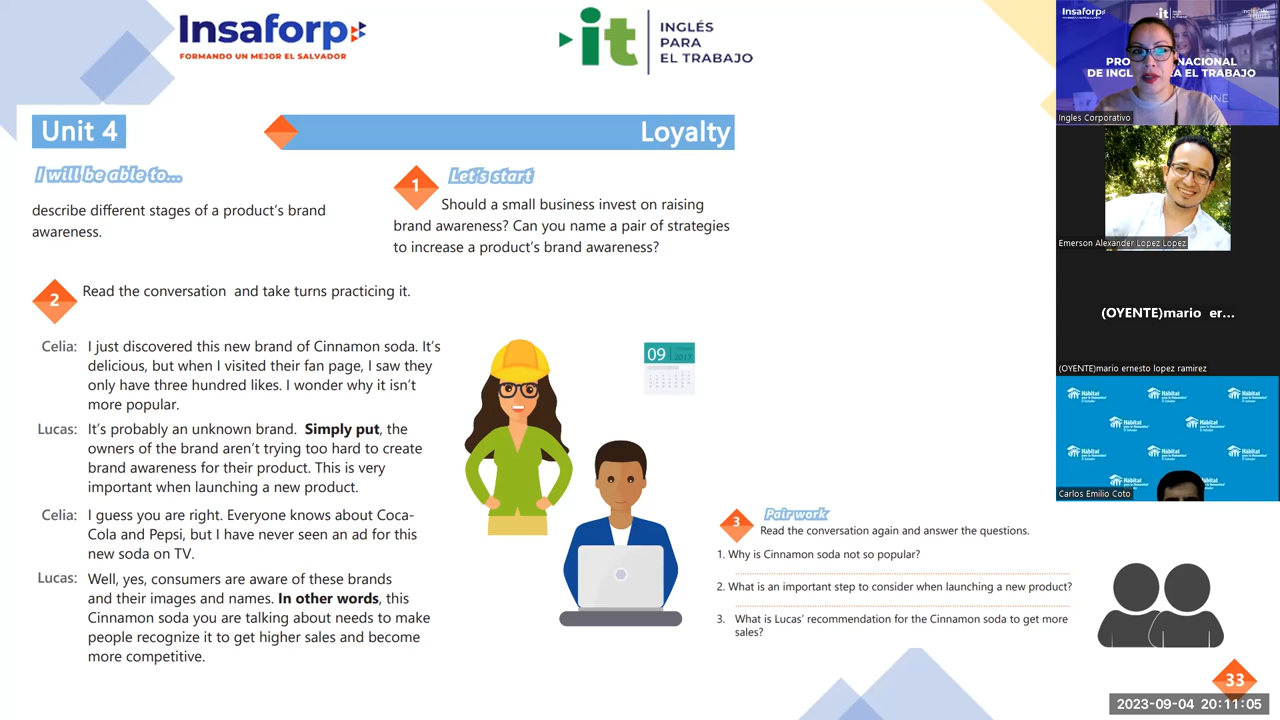 Insaforp
FORMANDO UN MEJOR EL SALVADOR
it
INGLÉS
PARA
EL TRABAJO
Unit 4
Loyalty
I will be able to...
describe different stages of a product's brand
awareness.
1
Let's start
Should a small business invest on raising
brand awareness? Can you name a pair of strategies
to increase a product's brand awareness?
2
Read the conversation and take turns practicing it.
Celia: I just discovered this new brand of Cinnamon soda. It's
delicious, but when I visited their fan page, I saw they
only have three hundred likes. I wonder why it isn't
more popular.
Lucas: It's probably an unknown brand. Simply put, the
owners of the brand aren't trying too hard to create
brand awareness for their product. This is very
important when launching a new product.
Celia: I guess you are right. Everyone knows about Coca-
Cola and Pepsi, but I have never seen an ad for this
new soda on TV.
Lucas: Well, yes, consumers are aware of these brands
and their images and names. In other words, this
Cinnamon soda you are talking about needs to make
people recognize it to get higher sales and become
more competitive.
09
2017
3
Pair work
Read the conversation again and answer the questions.
1. Why is Cinnamon soda not so popular?
2. What is an important step to consider when launching a new product?
3. What is Lucas' recommendation for the Cinnamon soda to get more
sales?
33
Insaforp
it
PRO NACIONAL
DE INGL RA EL TRABAJO
INE
Ingles Corporativo
Emerson Alexander Lopez Lopez
(OYENTE)mario er...
(OYENTE)mario ernesto lopez ramirez
Hábitat
Hábitat
Hábitat
Hábitat
Hábitat
Hábitat
Hábitat
Carlos Emilio Coto
2023-09-04 20:11:05